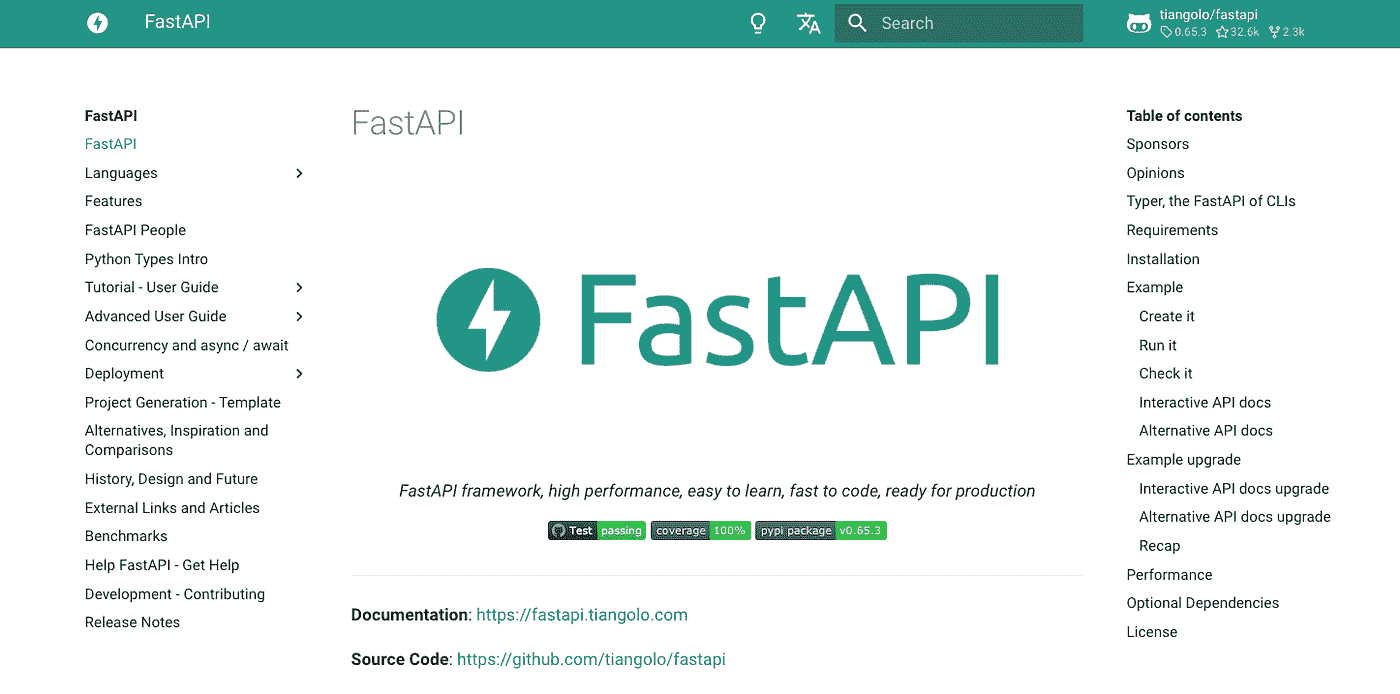 FastAPI
Search
tiangolo/fastapi
0.65.3 32.6k 2.3k
FastAPI
FastAPI
Languages
Features
FastAPI People
Python Types Intro
Tutorial - User Guide
Advanced User Guide
Concurrency and async / await
Deployment
Project Generation - Template
Alternatives, Inspiration and
Comparisons
History, Design and Future
External Links and Articles
Benchmarks
Help FastAPI - Get Help
Development - Contributing
Release Notes
FastAPI
FastAPI
FastAPI framework, high performance, easy to learn, fast to code, ready for production
Test passing coverage 100% pypi package v0.65.3
Documentation: https://fastapi.tiangolo.com
Source Code: https://github.com/tiangolo/fastapi
Table of contents
Sponsors
Opinions
Typer, the FastAPI of CLIs
Requirements
Installation
Example
Create it
Run it
Check it
Interactive API docs
Alternative API docs
Example upgrade
Interactive API docs upgrade
Alternative API docs upgrade
Recap
Performance
Optional Dependencies
License